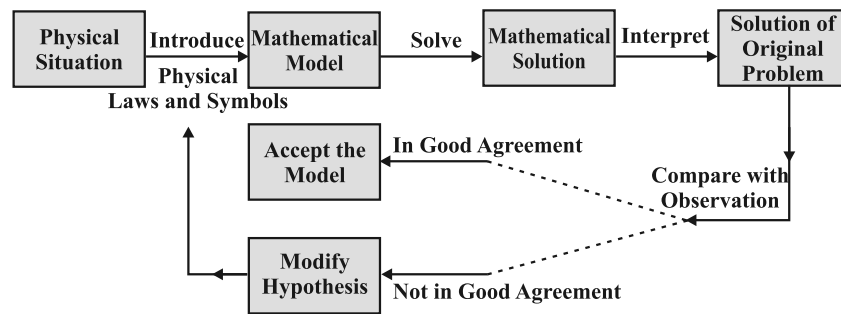 Physical
Situation
Introduce
Physical
Laws and Symbols
Mathematical
Model
Solve
Mathematical
Solution
Interpret
Solution of
Original
Problem
Compare with
Observation
In Good Agreement
Accept the
Model
Not in Good Agreement
Modify
Hypothesis